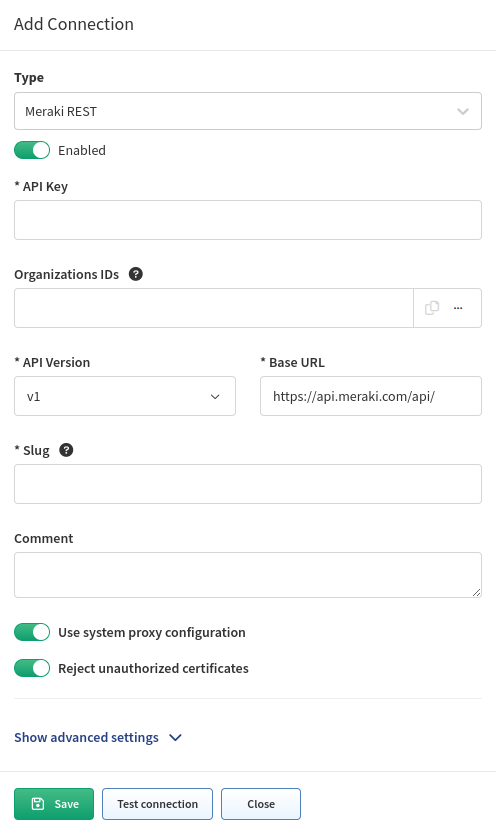 Add Connection
Type
Meraki REST
Enabled
* API Key
Organizations IDs ?
...
* API Version * Base URL
v1 https://api.meraki.com/api/
* Slug ?
Comment
Use system proxy configuration
Reject unauthorized certificates
Show advanced settings
Save Test connection Close